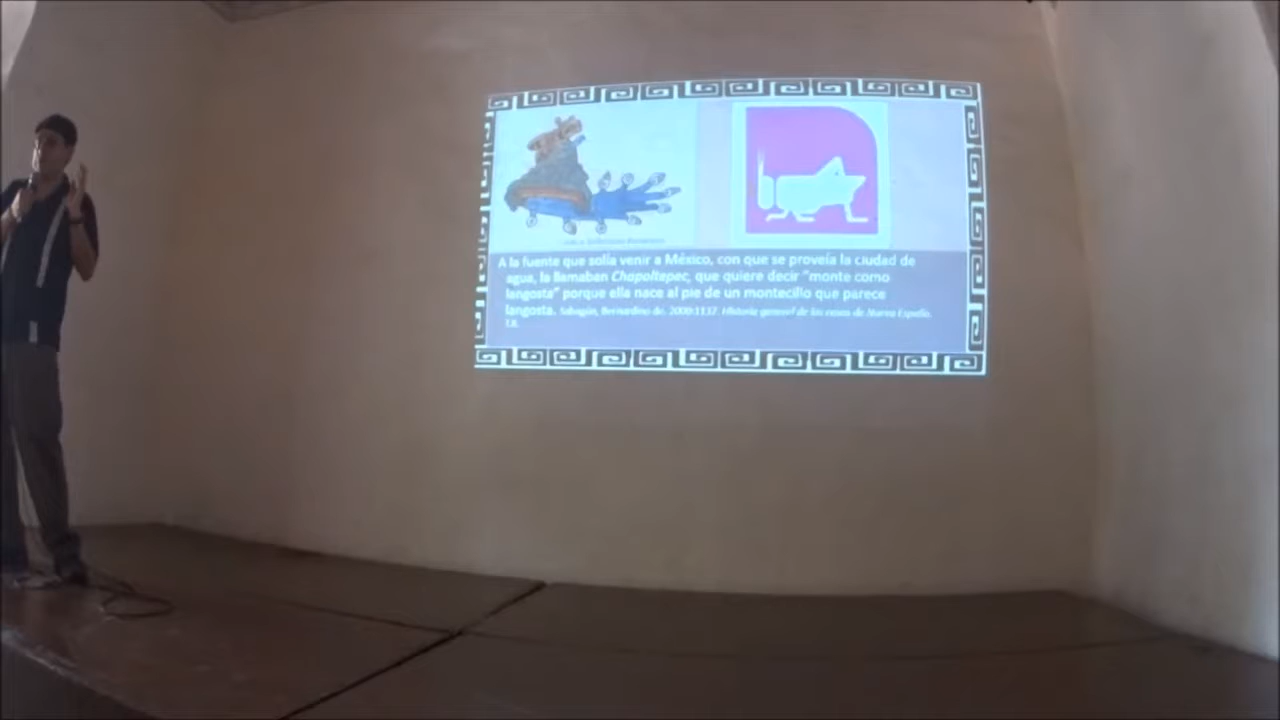 A la fuente que solía venir a México, con que se proveía la ciudad de
agua, la llamaben Chapoltepec, que quiere decir "monte como
langosta" porque ella nace al pie de un montecillo que parece
langosta. Sahagún, Bernardino de. 2000:1137. Historia general de las cosas de Nueva España.